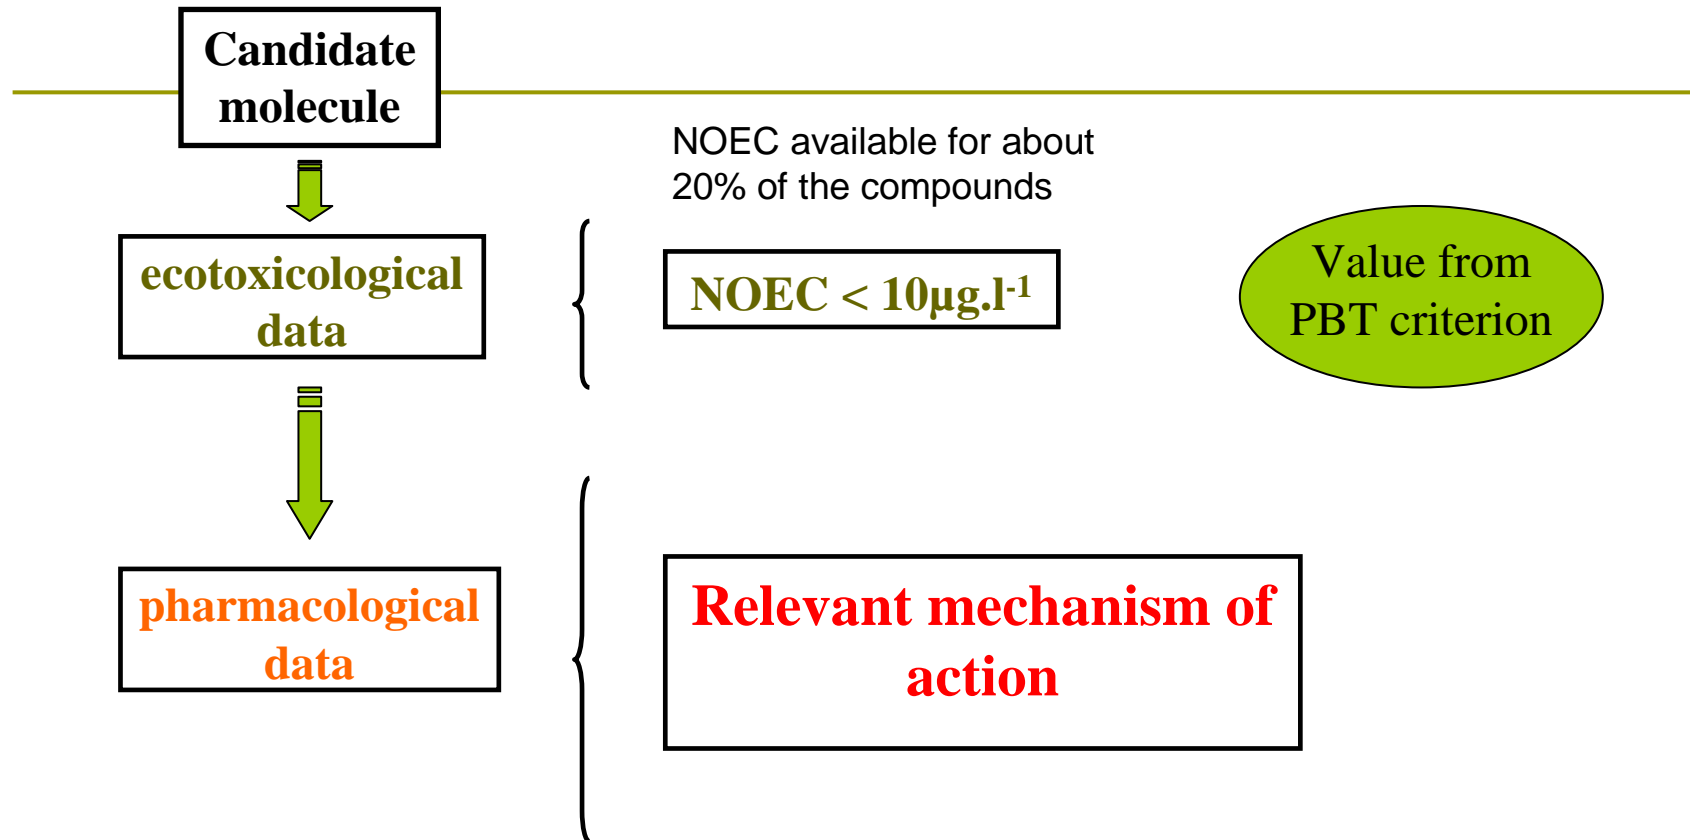 Candidate
molecule
NOEC available for about
20% of the compounds
ecotoxicological
data
NOEC < 10µg.l⁻¹
Value from
PBT criterion
pharmacological
data
Relevant mechanism of
action